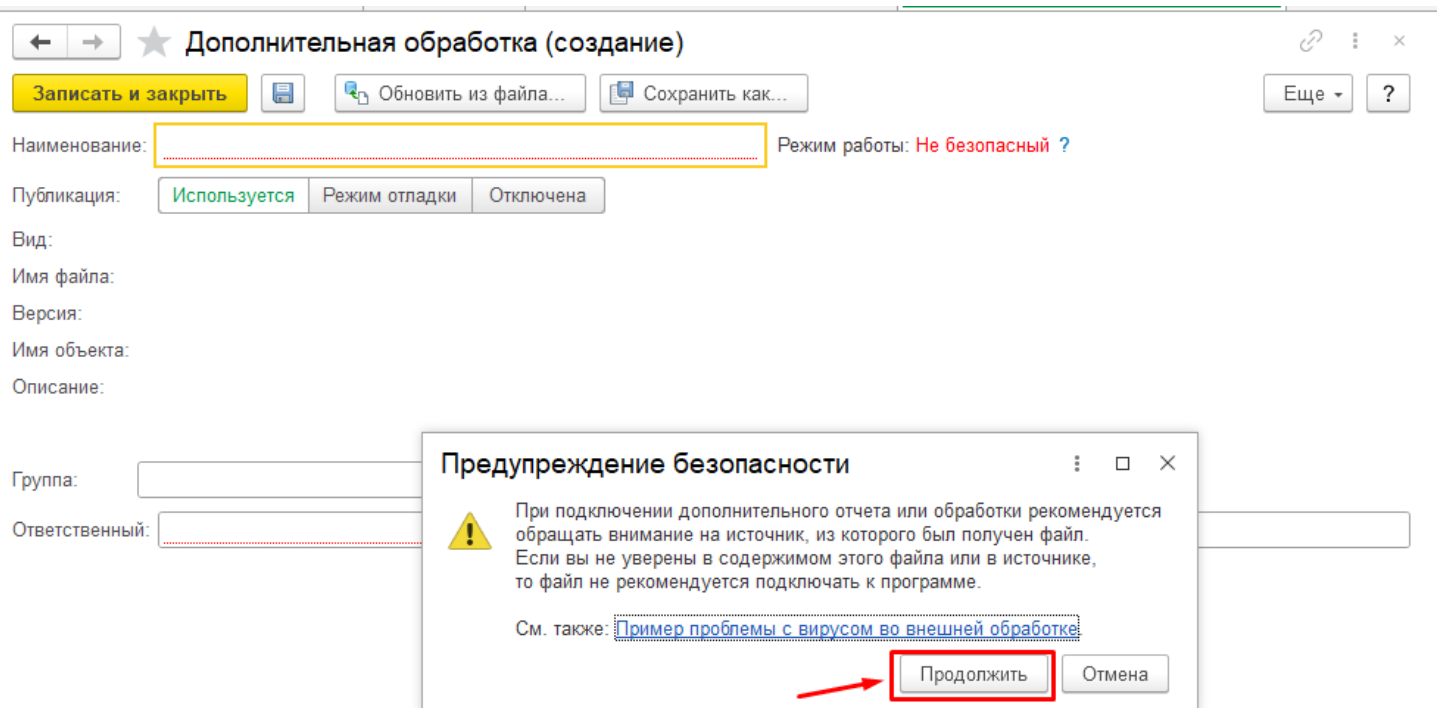 Дополнительная обработка (создание)
Записать и закрыть
Обновить из файла...
Сохранить как...
Еще
?
Наименование:
Режим работы: Не безопасный ?
Публикация:
Используется
Режим отладки
Отключена
Вид:
Имя файла:
Версия:
Имя объекта:
Описание:
Группа:
Ответственный:
Предупреждение безопасности
При подключении дополнительного отчета или обработки рекомендуется
обращать внимание на источник, из которого был получен файл.
Если вы не уверены в содержимом этого файла или в источнике,
то файл не рекомендуется подключать к программе.
См. также: Пример проблемы с вирусом во внешней обработке.
Продолжить
Отмена